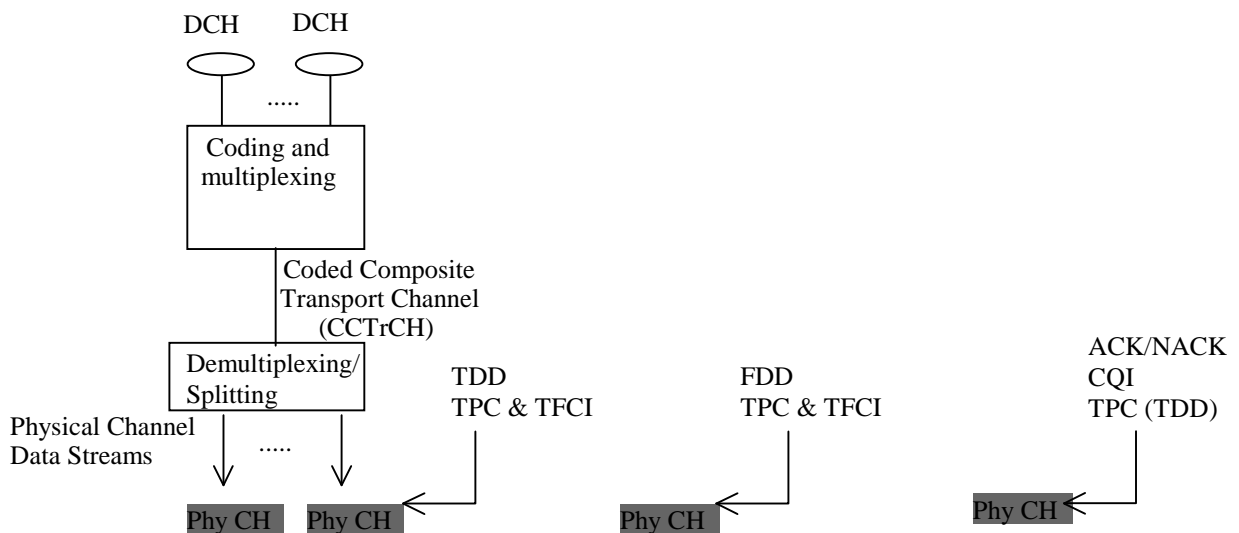 DCH DCH
.....
Coding and
multiplexing
Coded Composite
Transport Channel
(CCTrCH)
Demultiplexing/
Splitting
Physical Channel
Data Streams
.....
TDD
TPC & TFCI
FDD
TPC & TFCI
ACK/NACK
CQI
TPC (TDD)
Phy CH Phy CH Phy CH Phy CH